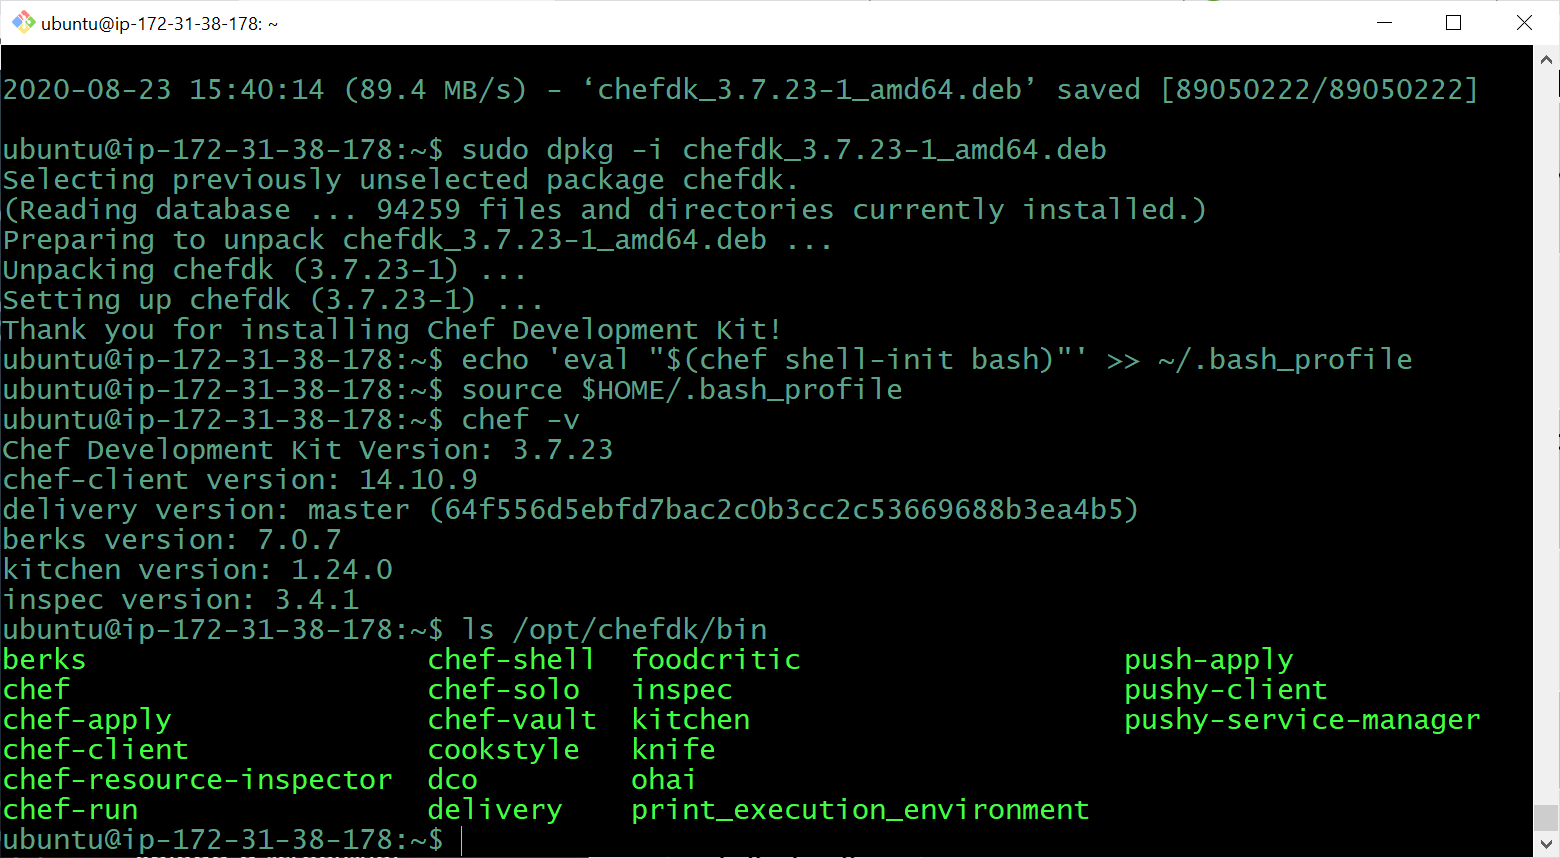 ubuntu@ip-172-31-38-178: ~
2020-08-23 15:40:14 (89.4 MB/s) - ‘chefdk_3.7.23-1_amd64.deb’ saved [89050222/89050222]
ubuntu@ip-172-31-38-178:~$ sudo dpkg -i chefdk_3.7.23-1_amd64.deb
Selecting previously unselected package chefdk.
(Reading database ... 94259 files and directories currently installed.)
Preparing to unpack chefdk_3.7.23-1_amd64.deb ...
Unpacking chefdk (3.7.23-1) ...
Setting up chefdk (3.7.23-1) ...
Thank you for installing Chef Development Kit!
ubuntu@ip-172-31-38-178:~$ echo 'eval "$(chef shell-init bash)"' >> ~/.bash_profile
ubuntu@ip-172-31-38-178:~$ source $HOME/.bash_profile
ubuntu@ip-172-31-38-178:~$ chef -v
Chef Development Kit Version: 3.7.23
chef-client version: 14.10.9
delivery version: master (64f556d5ebfd7bac2c0b3cc2c53669688b3ea4b5)
berks version: 7.0.7
kitchen version: 1.24.0
inspec version: 3.4.1
ubuntu@ip-172-31-38-178:~$ ls /opt/chefdk/bin
berks chef-shell foodcritic push-apply
chef chef-solo inspec pushy-client
chef-apply chef-vault kitchen pushy-service-manager
chef-client cookstyle knife
chef-resource-inspector dco ohai
chef-run delivery print_execution_environment
ubuntu@ip-172-31-38-178:~$